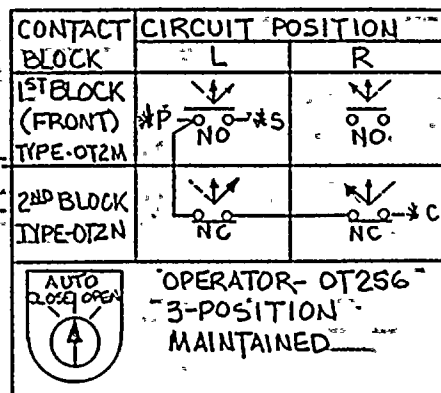 CONTACT BLOCK
CIRCUIT POSITION
L R
1ST BLOCK (FRONT) TYPE-OT2M
*P NO *S
NO
2ND BLOCK TYPE-OT2N
NC
NC *C
AUTO
CLOSE OPEN
OPERATOR- OT256
3-POSITION
MAINTAINED